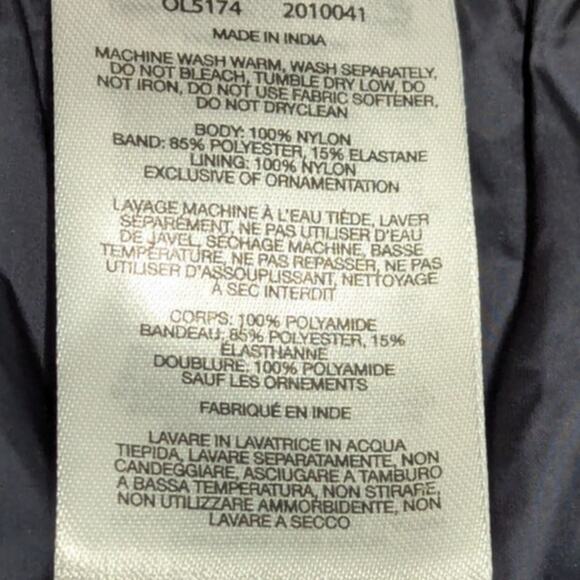 OL5174 2010041
MADE IN INDIA
MACHINE WASH WARM, WASH SEPARATELY,
DO NOT BLEACH, TUMBLE DRY LOW, DO
NOT IRON, DO NOT USE FABRIC SOFTENER,
DO NOT DRYCLEAN
BODY: 100% NYLON
BAND: 85% POLYESTER, 15% ELASTANE
LINING: 100% NYLON
EXCLUSIVE OF ORNAMENTATION
LAVAGE MACHINE À L'EAU TIÈDE, LAVER
SÉPARÉMENT, NE PAS UTILISER D'EAU
DE JAVEL, SÉCHAGE MACHINE, BASSE
TEMPÉRATURE, NE PAS REPASSER, NE PAS
UTILISER D'ASSOUPLISSANT, NETTOYAGE
À SEC INTERDIT
CORPS: 100% POLYAMIDE
BANDEAU: 85% POLYESTER, 15%
ÉLASTHANNE
DOUBLURE: 100% POLYAMIDE
SAUF LES ORNEMENTS
FABRIQUÉ EN INDE
LAVARE IN LAVATRICE IN ACQUA
TIEPIDA, LAVARE SEPARATAMENTE, NON
CANDEGGIARE, ASCIUGARE A TAMBURO
A BASSA TEMPERATURA, NON STIRARE,
NON UTILIZZARE AMMORBIDENTE, NON
LAVARE A SECCO